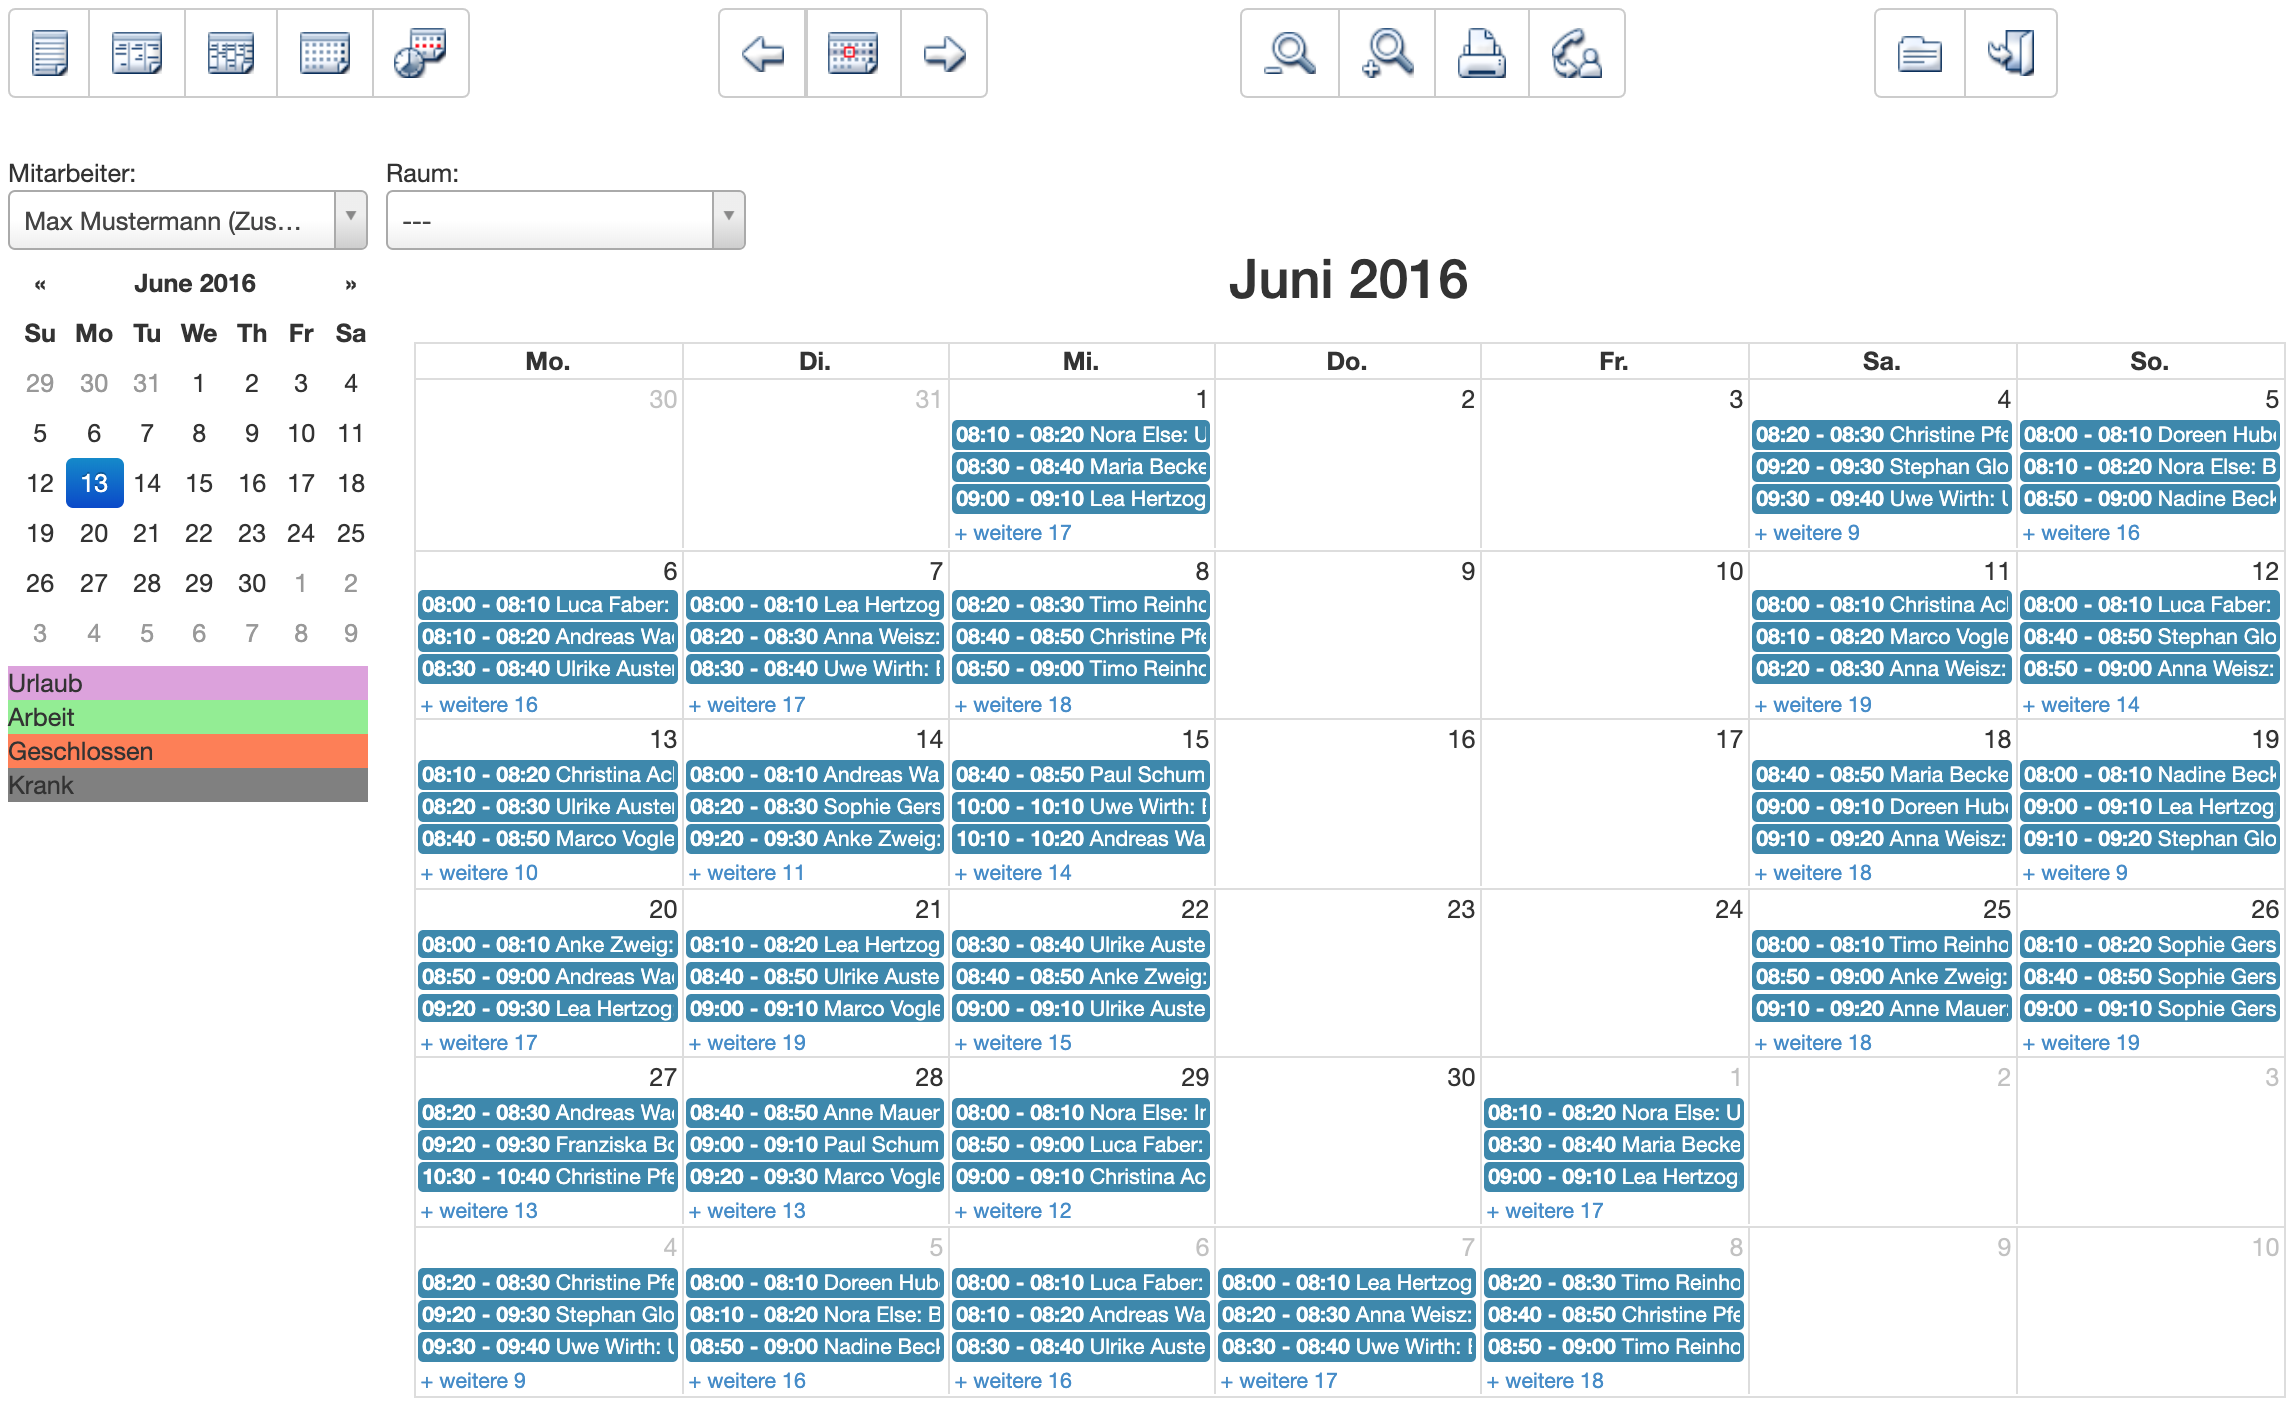 Mitarbeiter: Raum:
Max Mustermann (Zus... ---
« June 2016 »
Su Mo Tu We Th Fr Sa
29 30 31 1 2 3 4
5 6 7 8 9 10 11
12 13 14 15 16 17 18
19 20 21 22 23 24 25
26 27 28 29 30 1 2
3 4 5 6 7 8 9
Urlaub
Arbeit
Geschlossen
Krank
Juni 2016
Mo. Di. Mi. Do. Fr. Sa. So.
30 31 1 2 3 4 5
08:10 - 08:20 Nora Else: U 08:20 - 08:30 Christine Pfe 08:00 - 08:10 Doreen Hub
08:30 - 08:40 Maria Becke 09:20 - 09:30 Stephan Glo 08:10 - 08:20 Nora Else: B
09:00 - 09:10 Lea Hertzog 09:30 - 09:40 Uwe Wirth: 08:50 - 09:00 Nadine Beck
+ weitere 17 + weitere 9 + weitere 16
6 7 8 9 10 11 12
08:00 - 08:10 Luca Faber: 08:00 - 08:10 Lea Hertzog 08:20 - 08:30 Timo Reinho 08:00 - 08:10 Christina Ac 08:00 - 08:10 Luca Faber:
08:10 - 08:20 Andreas Wa 08:20 - 08:30 Anna Weisz: 08:40 - 08:50 Christine Pfe 08:10 - 08:20 Marco Vogle 08:40 - 08:50 Stephan Glo
08:30 - 08:40 Ulrike Auste 08:30 - 08:40 Uwe Wirth: 08:50 - 09:00 Timo Reinho 08:20 - 08:30 Anna Weisz: 08:50 - 09:00 Anna Weisz:
+ weitere 16 + weitere 17 + weitere 18 + weitere 19 + weitere 14
13 14 15 16 17 18 19
08:10 - 08:20 Christina Ac 08:00 - 08:10 Andreas Wa 08:40 - 08:50 Paul Schum 08:40 - 08:50 Maria Becke 08:00 - 08:10 Nadine Beck
08:20 - 08:30 Ulrike Auste 08:20 - 08:30 Sophie Gers 10:00 - 10:10 Uwe Wirth: 09:00 - 09:10 Doreen Hub 09:00 - 09:10 Lea Hertzog
08:40 - 08:50 Marco Vogle 09:20 - 09:30 Anke Zweig: 10:10 - 10:20 Andreas Wa 09:10 - 09:20 Anna Weisz: 09:10 - 09:20 Stephan Glo
+ weitere 10 + weitere 11 + weitere 14 + weitere 18 + weitere 9
20 21 22 23 24 25 26
08:00 - 08:10 Anke Zweig: 08:10 - 08:20 Lea Hertzog 08:30 - 08:40 Ulrike Auste 08:00 - 08:10 Timo Reinho 08:10 - 08:20 Sophie Gers
08:50 - 09:00 Andreas Wa 08:40 - 08:50 Ulrike Auste 08:40 - 08:50 Anke Zweig: 08:50 - 09:00 Anke Zweig: 08:40 - 08:50 Sophie Gers
09:20 - 09:30 Lea Hertzog 09:00 - 09:10 Marco Vogle 09:00 - 09:10 Ulrike Auste 09:10 - 09:20 Anne Mauer: 09:00 - 09:10 Sophie Gers
+ weitere 17 + weitere 19 + weitere 15 + weitere 18 + weitere 19
27 28 29 30 1 2 3
08:20 - 08:30 Andreas Wa 08:40 - 08:50 Anne Mauer 08:00 - 08:10 Nora Else: Ir 08:10 - 08:20 Nora Else: U
09:20 - 09:30 Franziska Bo 09:00 - 09:10 Paul Schum 08:50 - 09:00 Luca Faber: 08:30 - 08:40 Maria Becke
10:30 - 10:40 Christine Pfe 09:20 - 09:30 Marco Vogle 09:00 - 09:10 Christina Ac 09:00 - 09:10 Lea Hertzog
+ weitere 13 + weitere 13 + weitere 12 + weitere 17
4 5 6 7 8 9 10
08:20 - 08:30 Christine Pfe 08:00 - 08:10 Doreen Hub 08:00 - 08:10 Luca Faber: 08:00 - 08:10 Lea Hertzog 08:20 - 08:30 Timo Reinho
09:20 - 09:30 Stephan Glo 08:10 - 08:20 Nora Else: B 08:10 - 08:20 Andreas Wa 08:20 - 08:30 Anna Weisz: 08:40 - 08:50 Christine Pfe
09:30 - 09:40 Uwe Wirth: 08:50 - 09:00 Nadine Beck 08:30 - 08:40 Ulrike Auste 08:30 - 08:40 Uwe Wirth: 08:50 - 09:00 Timo Reinho
+ weitere 9 + weitere 16 + weitere 16 + weitere 17 + weitere 18